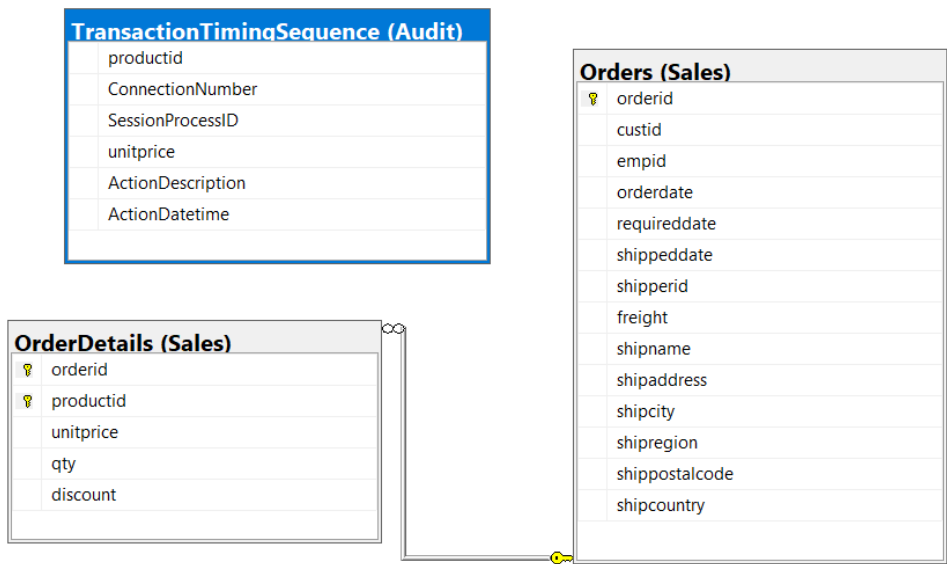 TransactionTimingSequence (Audit)
productid
ConnectionNumber
SessionProcessID
unitprice
ActionDescription
ActionDatetime
Orders (Sales)
orderid
custid
empid
orderdate
requireddate
shippeddate
shipperid
freight
shipname
shipaddress
shipcity
shipregion
shippostalcode
shipcountry
OrderDetails (Sales)
orderid
productid
unitprice
qty
discount